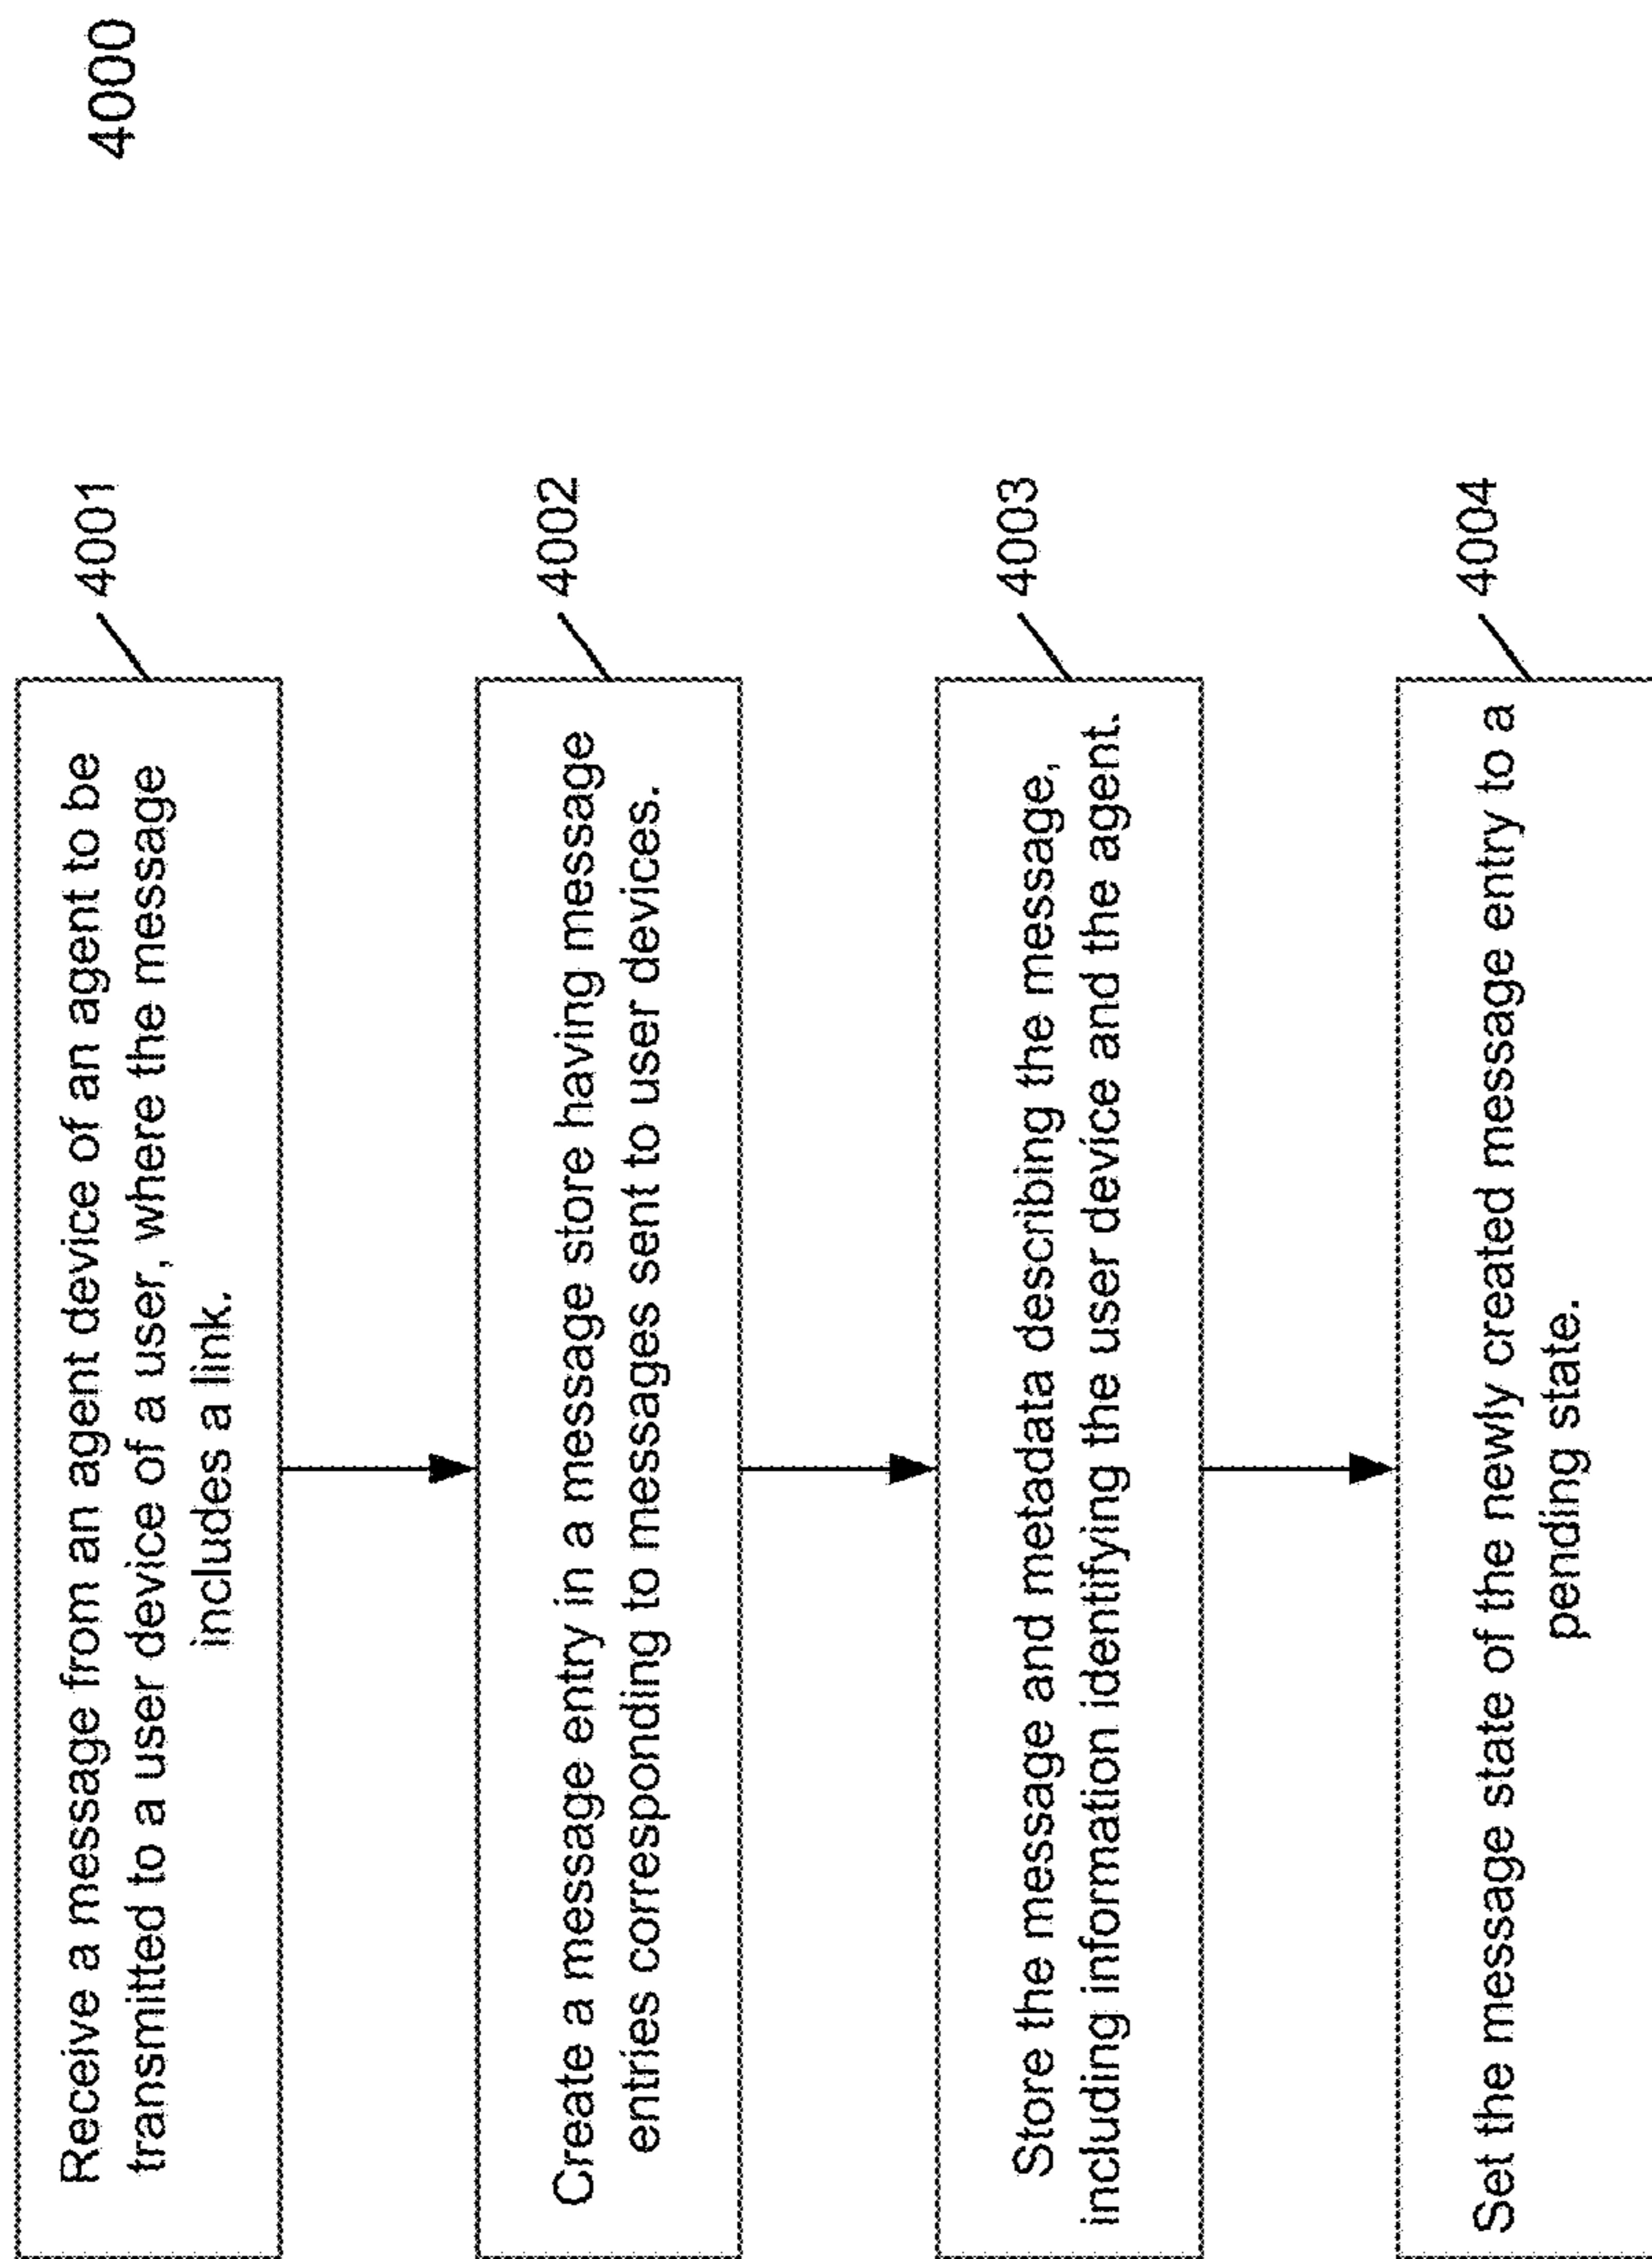 4000
4001
Receive a message from an agent device of an agent to be
transmitted to a user device of a user, where the message
includes a link.
4002
Create a message entry in a message store having message
entries corresponding to messages sent to user devices.
4003
Store the message and metadata describing the message,
including information identifying the user device and the agent.
4004
Set the message state of the newly created message entry to a
pending state.